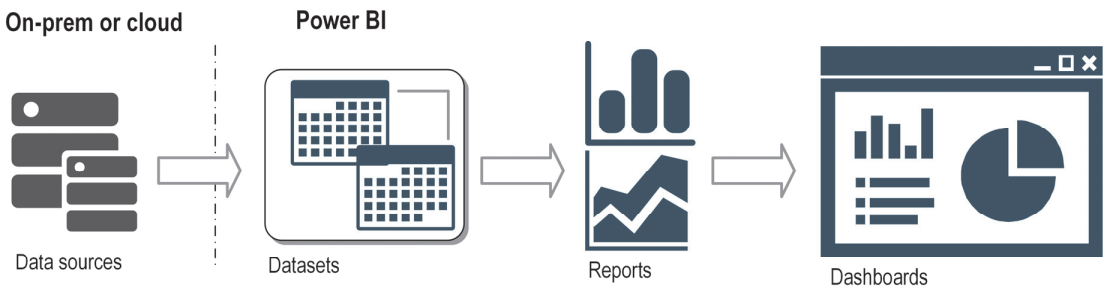 On-prem or cloud
Power BI
Data sources
Datasets
Reports
Dashboards